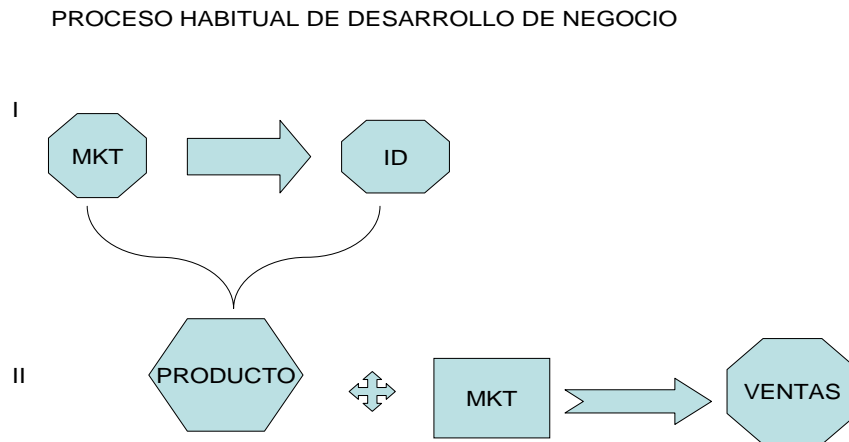 PROCESO HABITUAL DE DESARROLLO DE NEGOCIO
I
MKT
ID
II
PRODUCTO
MKT
VENTAS